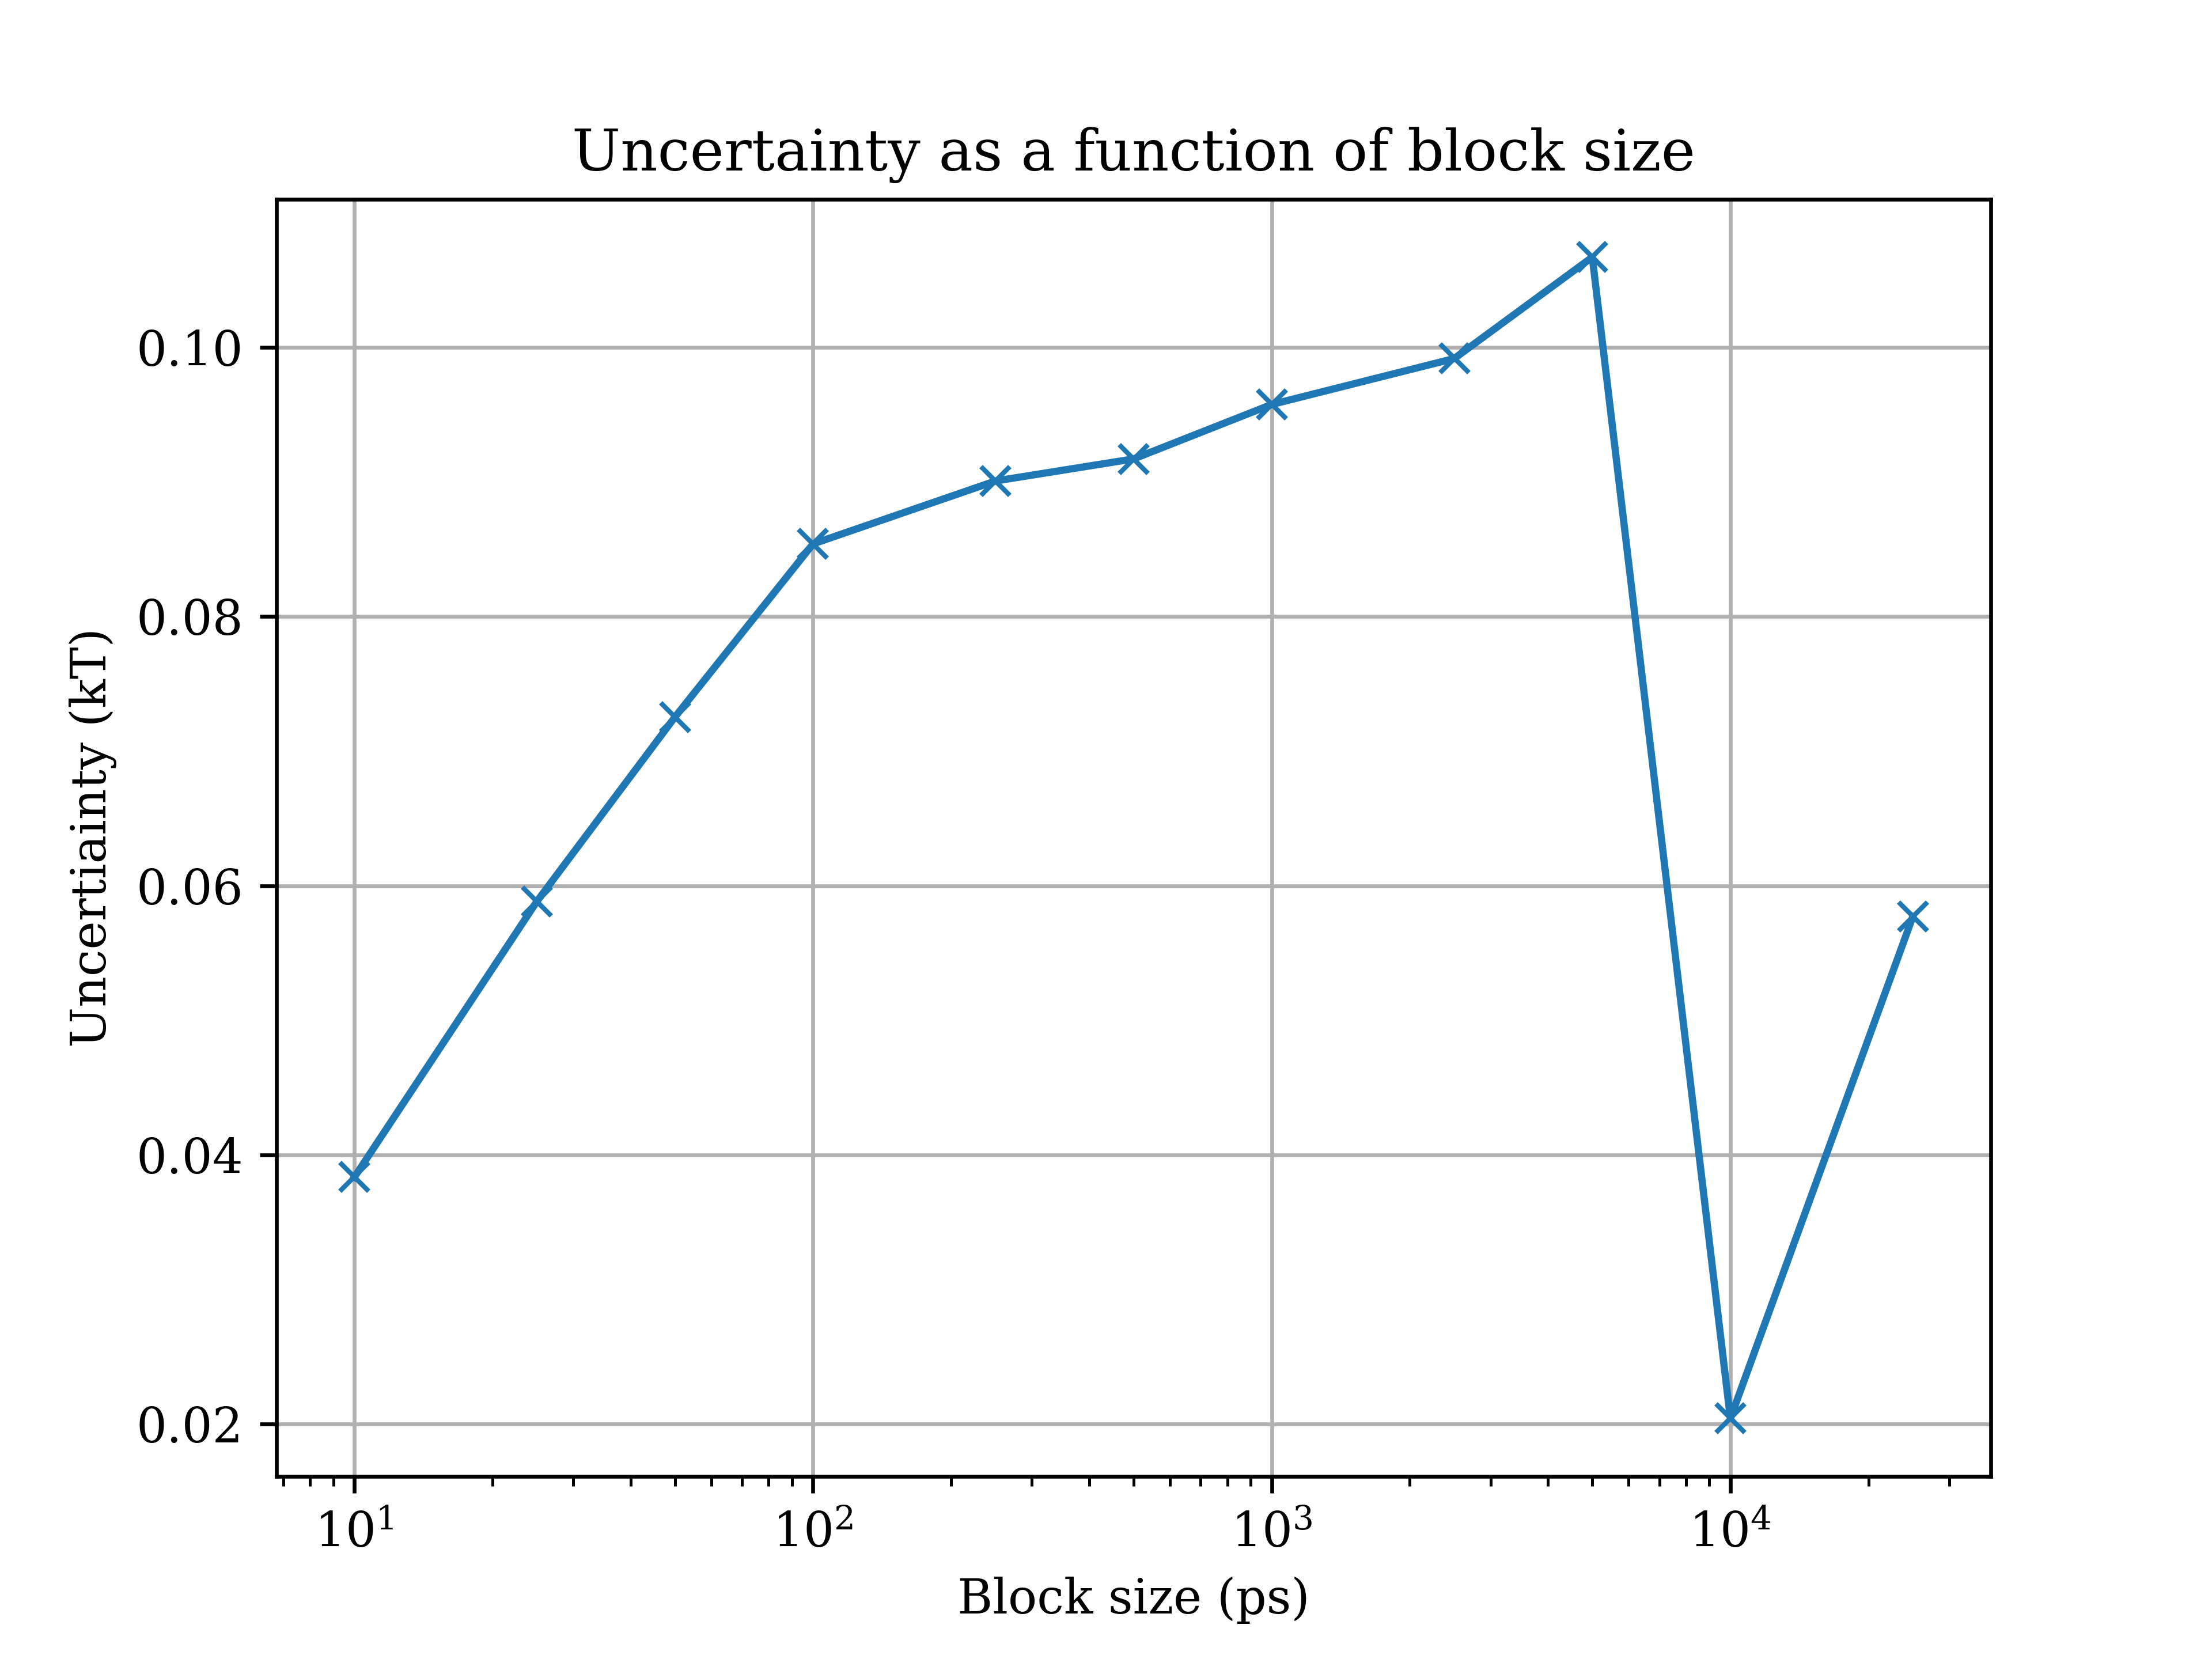 Uncertainty as a function of block size
Uncertiainty (kT)
0.10
0.08
0.06
0.04
0.02
10¹ 10² 10³ 10⁴
Block size (ps)